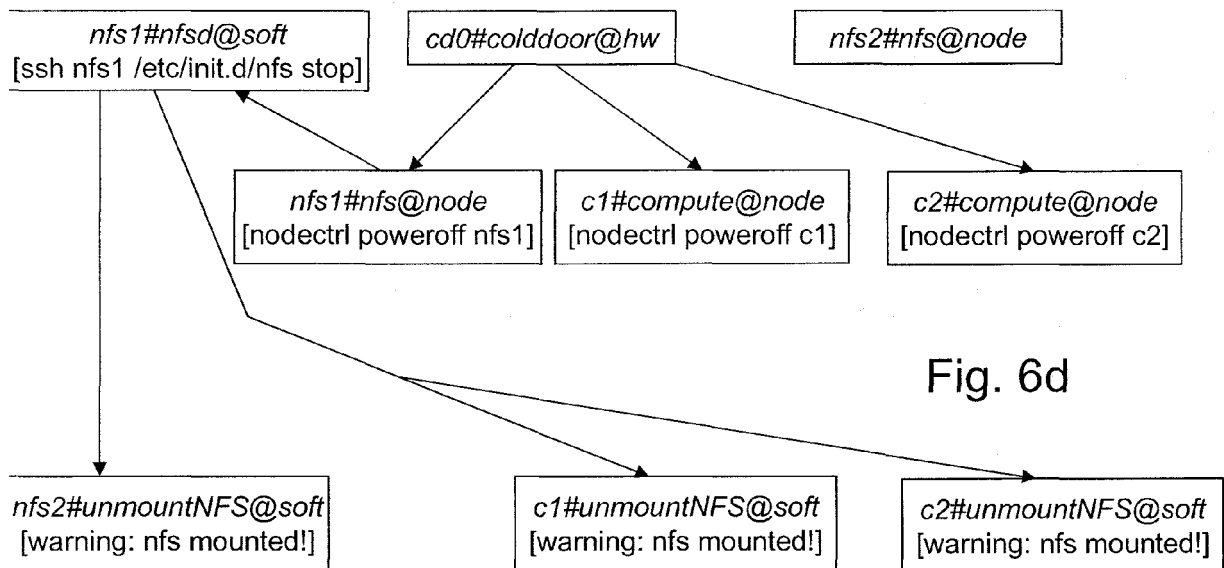 nfs1#nfsd@soft
[ssh nfs1 /etc/init.d/nfs stop]
cd0#colddoor@hw
nfs2#nfs@node
nfs1#nfs@node
[nodectrl poweroff nfs1]
c1#compute@node
[nodectrl poweroff c1]
c2#compute@node
[nodectrl poweroff c2]
Fig. 6d
nfs2#unmountNFS@soft
[warning: nfs mounted!]
c1#unmountNFS@soft
[warning: nfs mounted!]
c2#unmountNFS@soft
[warning: nfs mounted!]